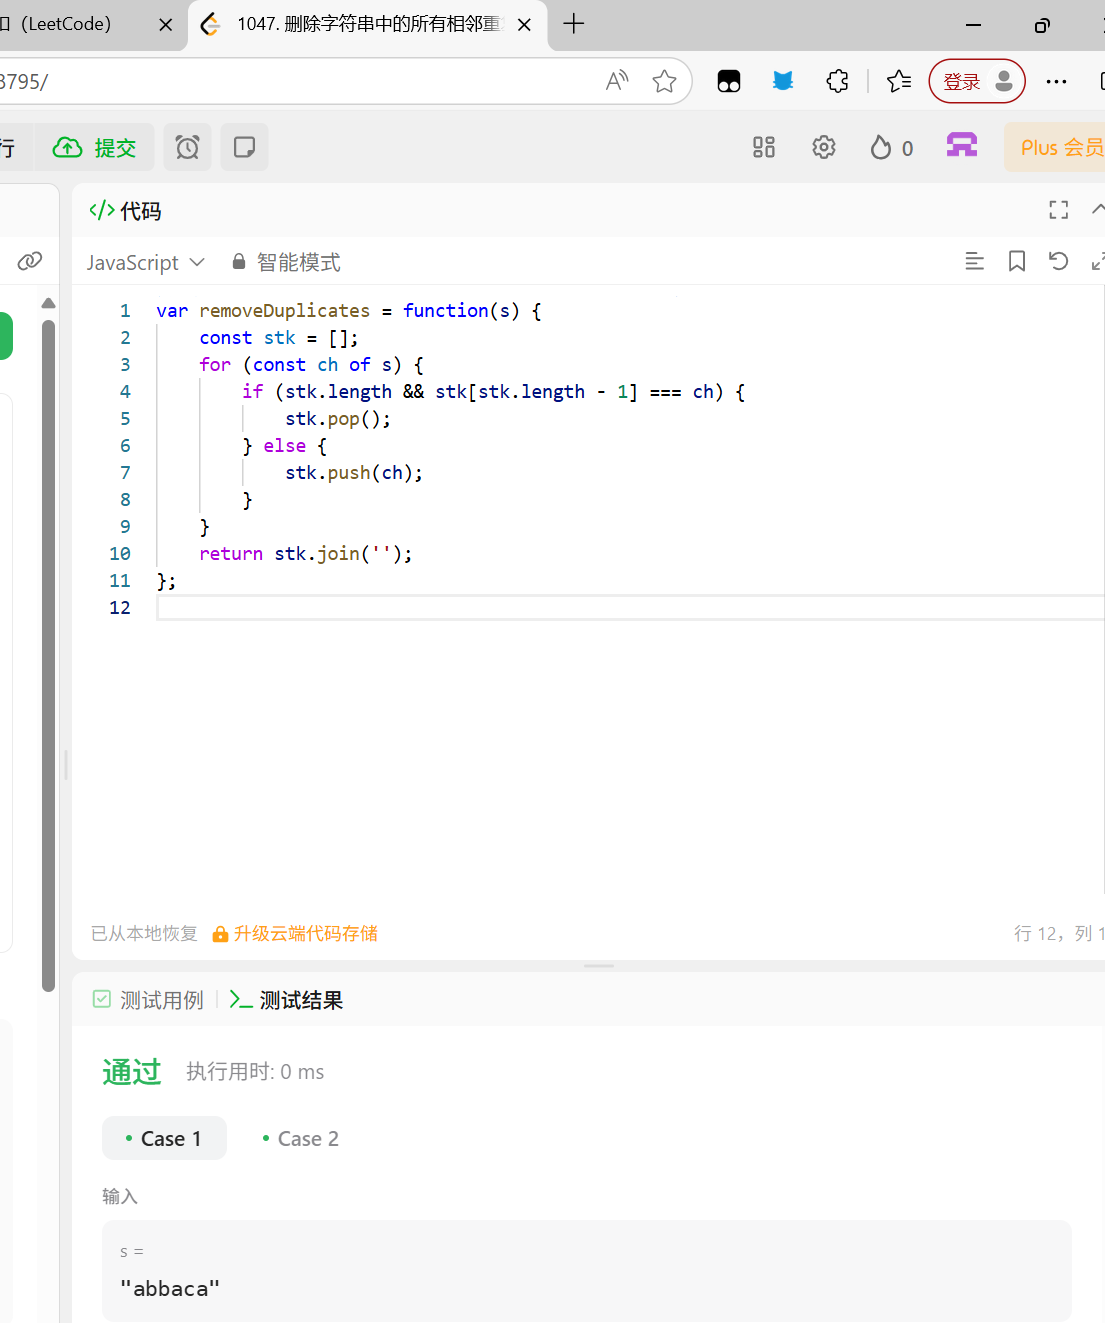 （LeetCode）
1047. 删除字符串中的所有相邻重
3795/
登录
行
提交
0
Plus 会员
代码
JavaScript
智能模式
1 var removeDuplicates = function(s) {
2     const stk = [];
3     for (const ch of s) {
4         if (stk.length && stk[stk.length - 1] === ch) {
5             stk.pop();
6         } else {
7             stk.push(ch);
8         }
9     }
10     return stk.join('');
11 };
12
已从本地恢复
升级云端代码存储
行 12，列 1
测试用例
测试结果
通过
执行用时: 0 ms
Case 1
Case 2
输入
s =
"abbaca"